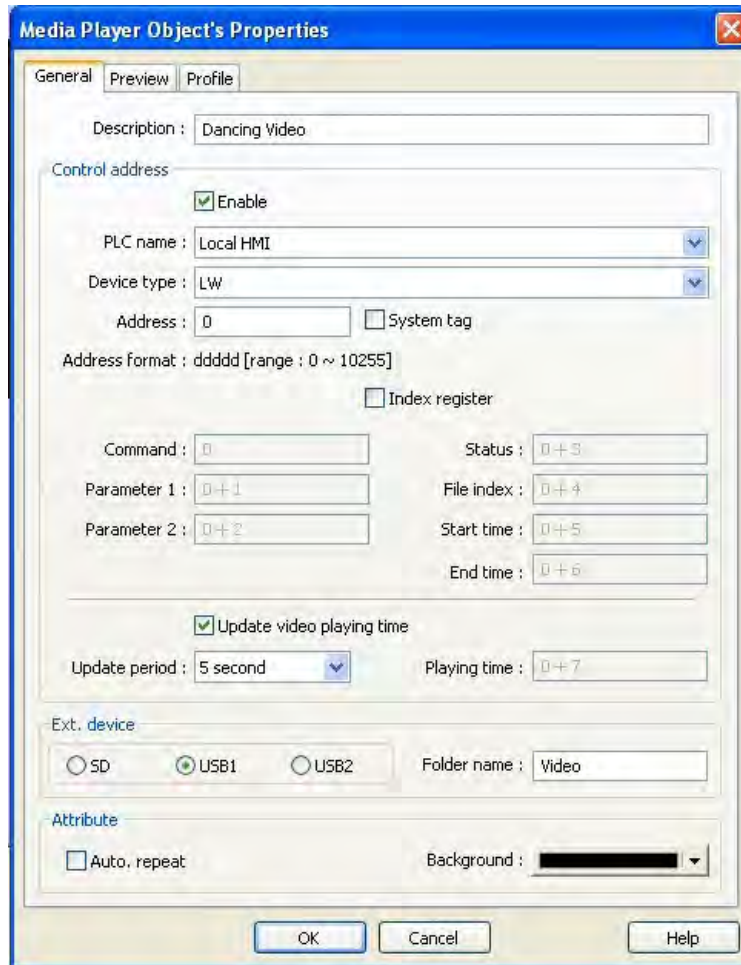 Media Player Object's Properties
General Preview Profile
Description : Dancing Video
Control address
Enable
PLC name : Local HMI
Device type : LW
Address : 0 System tag
Address format : ddddd [range : 0 ~ 10255]
Index register
Command : 0 Status : 0+3
Parameter 1 : 0+1 File index : 0+4
Parameter 2 : 0+2 Start time : 0+5
End time : 0+6
Update video playing time
Update period : 5 second Playing time : 0+7
Ext. device
SD USB1 USB2 Folder name : Video
Attribute
Auto. repeat Background :
OK Cancel Help